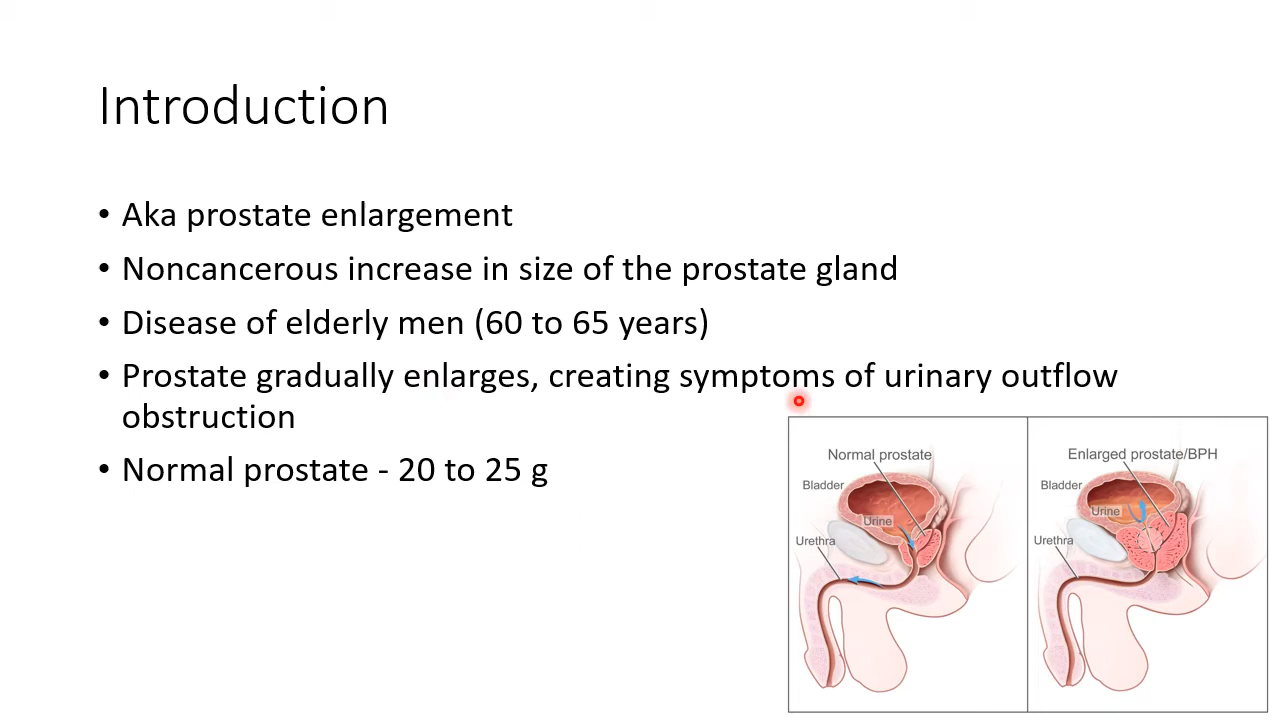 Introduction
• Aka prostate enlargement
• Noncancerous increase in size of the prostate gland
• Disease of elderly men (60 to 65 years)
• Prostate gradually enlarges, creating symptoms of urinary outflow
obstruction
• Normal prostate - 20 to 25 g
Normal prostate
Bladder
Urine
Urethra
Enlarged prostate/BPH
Bladder
Urine
Urethra